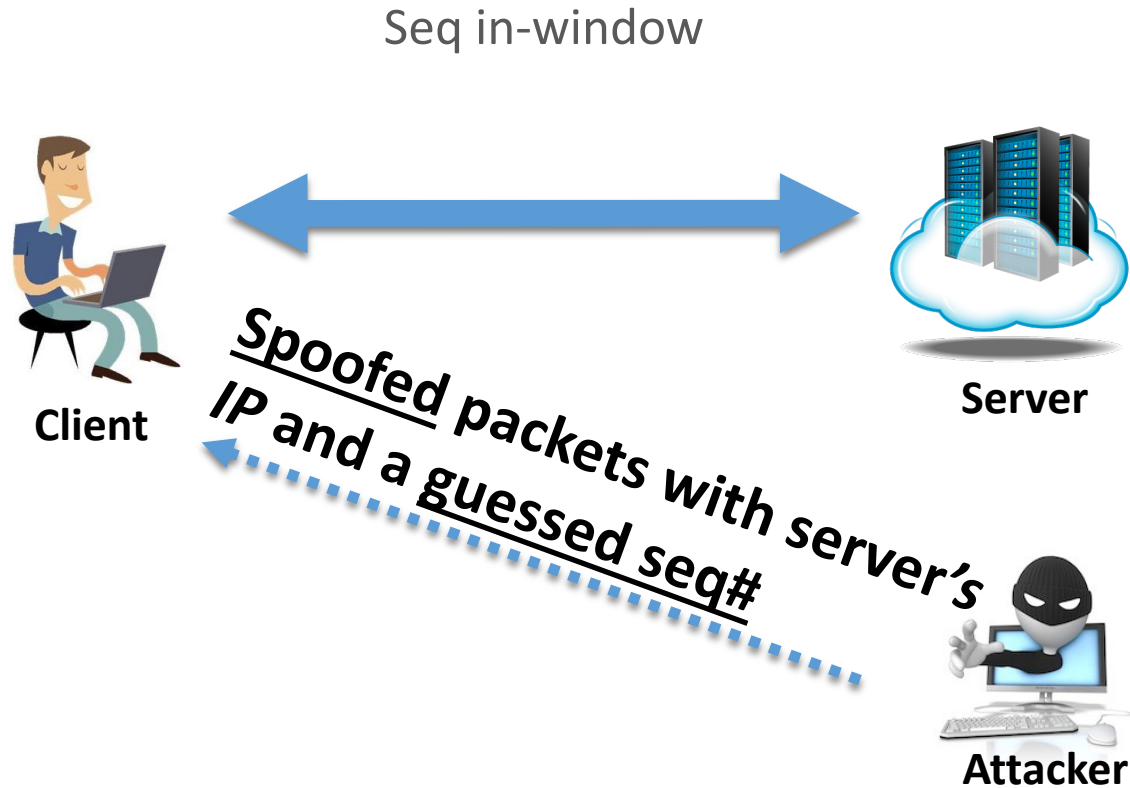 Seq in-window
Spoofed packets with server’s
IP and a guessed seq#
Client
Server
Attacker